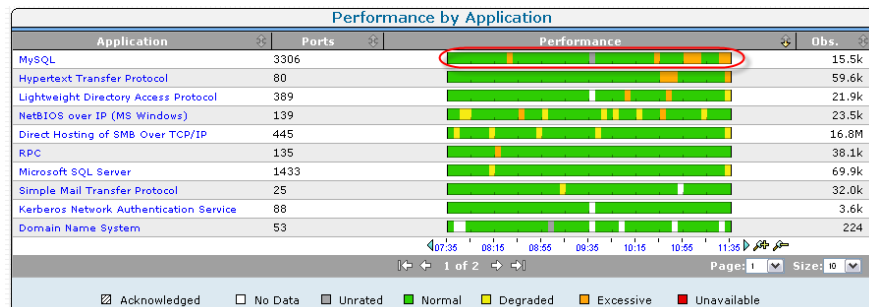 Performance by Application
Application Ports Performance Obs.
MySQL 3306 15.5k
Hypertext Transfer Protocol 80 59.6k
Lightweight Directory Access Protocol 389 21.9k
NetBIOS over IP (MS Windows) 139 23.5k
Direct Hosting of SMB Over TCP/IP 445 16.8M
RPC 135 38.1k
Microsoft SQL Server 1433 69.9k
Simple Mail Transfer Protocol 25 32.0k
Kerberos Network Authentication Service 88 3.6k
Domain Name System 53 224
07:35 08:15 08:55 09:35 10:15 10:55 11:35
1 of 2 Page: 1 Size: 10
Acknowledged No Data Unrated Normal Degraded Excessive Unavailable